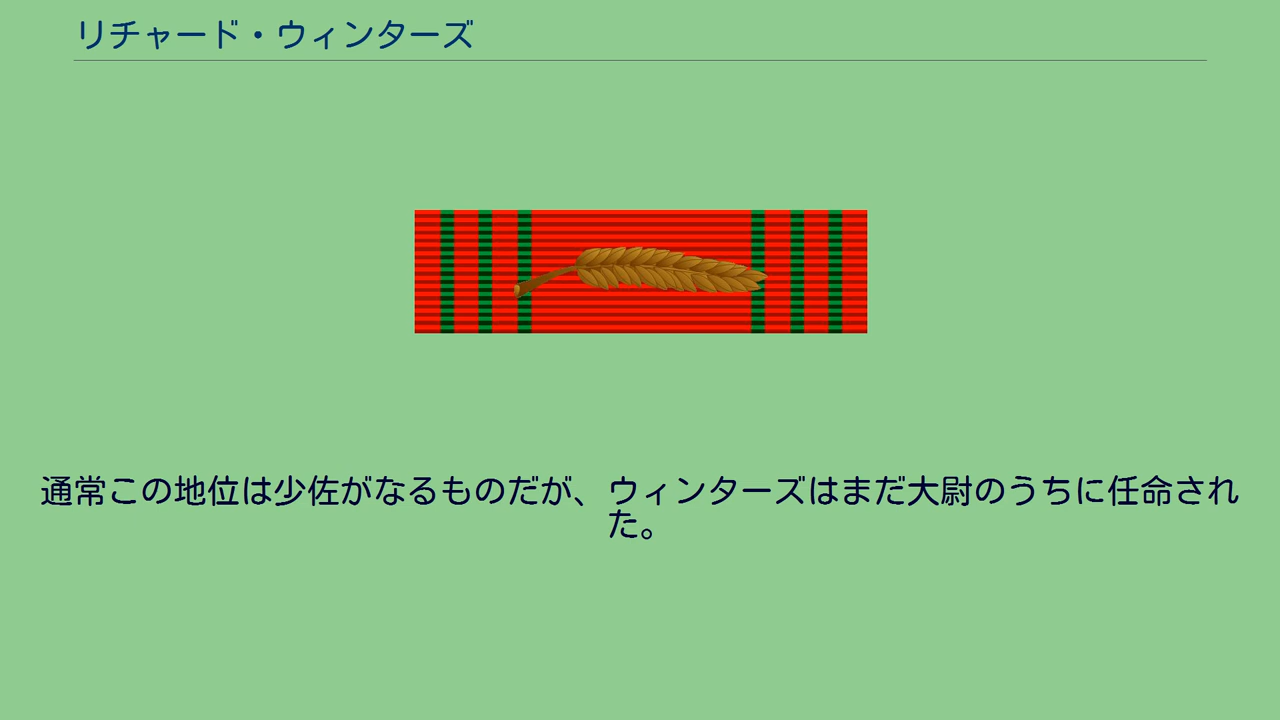 リチャード・ウィンターズ
通常この地位は少佐がなるものだが、ウィンターズはまだ大尉のうちに任命され
た。